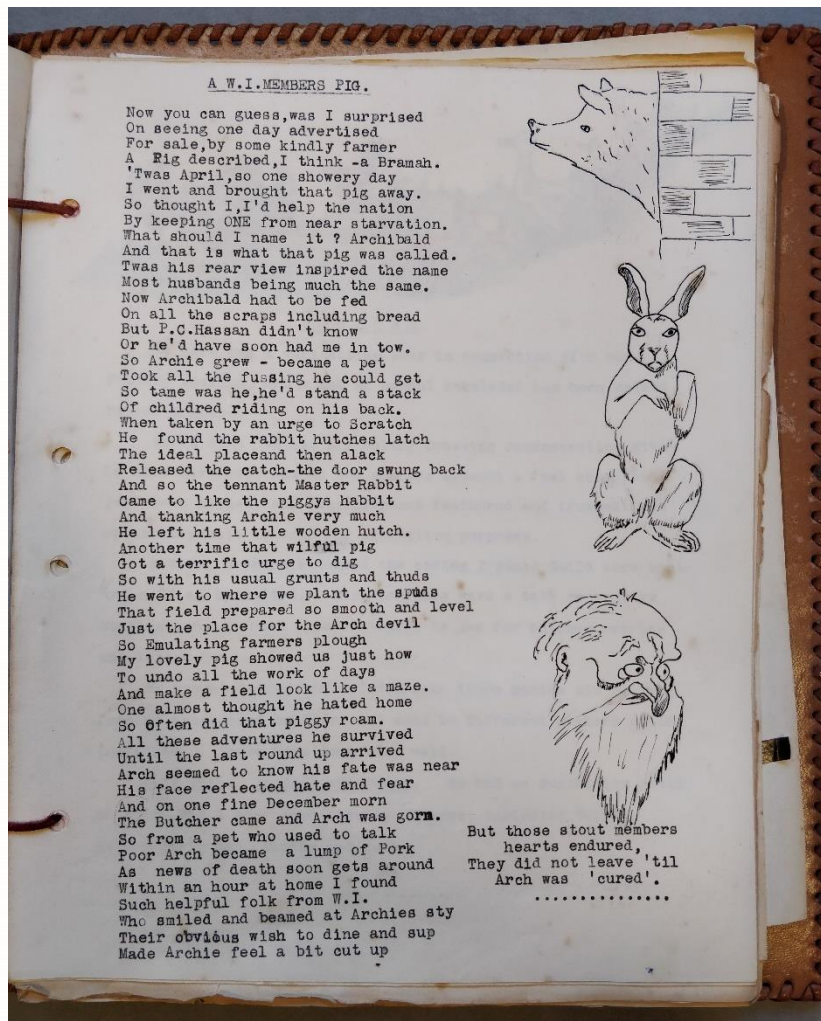 A W.I.MEMBERS PIG.
Now you can guess,was I surprised
On seeing one day advertised
For sale,by some kindly farmer
A Pig described,I think -a Bramah.
'Twas April,so one showery day
I went and brought that pig away.
So thought I,I'd help the nation
By keeping ONE from near starvation.
What should I name it ? Archibald
And that is what that pig was called.
Twas his rear view inspired the name
Most husbands being much the same.
Now Archibald had to be fed
On all the scraps including bread
But P.C.Hassan didn't know
Or he'd have soon had me in tow.
So Archie grew - became a pet
Took all the fussing he could get
So tame was he,he'd stand a stack
Of childred riding on his back.
When taken by an urge to Scratch
He found the rabbit hutches latch
The ideal placeand then alack
Released the catch-the door swung back
And so the tennant Master Rabbit
Came to like the piggys habbit
And thanking Archie very much
He left his little wooden hutch.
Another time that wilful pig
Got a terrific urge to dig
So with his usual grunts and thuds
He went to where we plant the spuds
That field prepared so smooth and level
Just the place for the Arch devil
So Emulating farmers plough
My lovely pig showed us just how
To undo all the work of days
And make a field look like a maze.
One almost thought he hated home
So Often did that piggy roam.
All these adventures he survived
Until the last round up arrived
Arch seemed to know his fate was near
His face reflected hate and fear
And on one fine December morn
The Butcher came and Arch was gorn.
So from a pet who used to talk
Poor Arch became a lump of Pork
As news of death soon gets around
Within an hour at home I found
Such helpful folk from W.I.
Who smiled and beamed at Archies sty
Their obvious wish to dine and sup
Made Archie feel a bit cut up
But those stout members
hearts endured,
They did not leave 'til
Arch was 'cured'.
...............